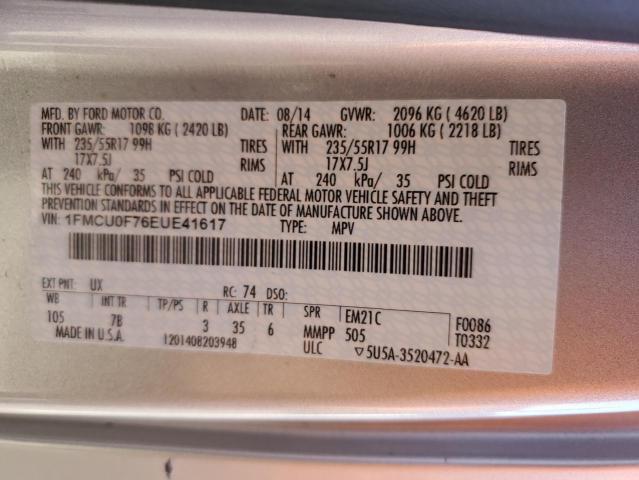 MFD. BY FORD MOTOR CO. DATE: 08/14 GVWR: 2096 KG ( 4620 LB)
FRONT GAWR: 1098 KG ( 2420 LB) REAR GAWR: 1006 KG ( 2218 LB)
WITH 235/55R17 99H TIRES WITH 235/55R17 99H TIRES
17X7.5J RIMS 17X7.5J RIMS
AT 240 kPa/ 35 PSI COLD AT 240 kPa/ 35 PSI COLD
THIS VEHICLE CONFORMS TO ALL APPLICABLE FEDERAL MOTOR VEHICLE SAFETY AND THEFT
PREVENTION STANDARDS IN EFFECT ON THE DATE OF MANUFACTURE SHOWN ABOVE.
VIN: 1FMCU0F76EUE41617 TYPE: MPV
EXT PNT: UX RC: 74 DSO:
WB INT TR TP/PS R AXLE TR SPR EM21C F0086
105 7B 3 35 6 MMPP 505 T0332
MADE IN U.S.A. 1201408203948 ULC ▽5U5A-3520472-AA